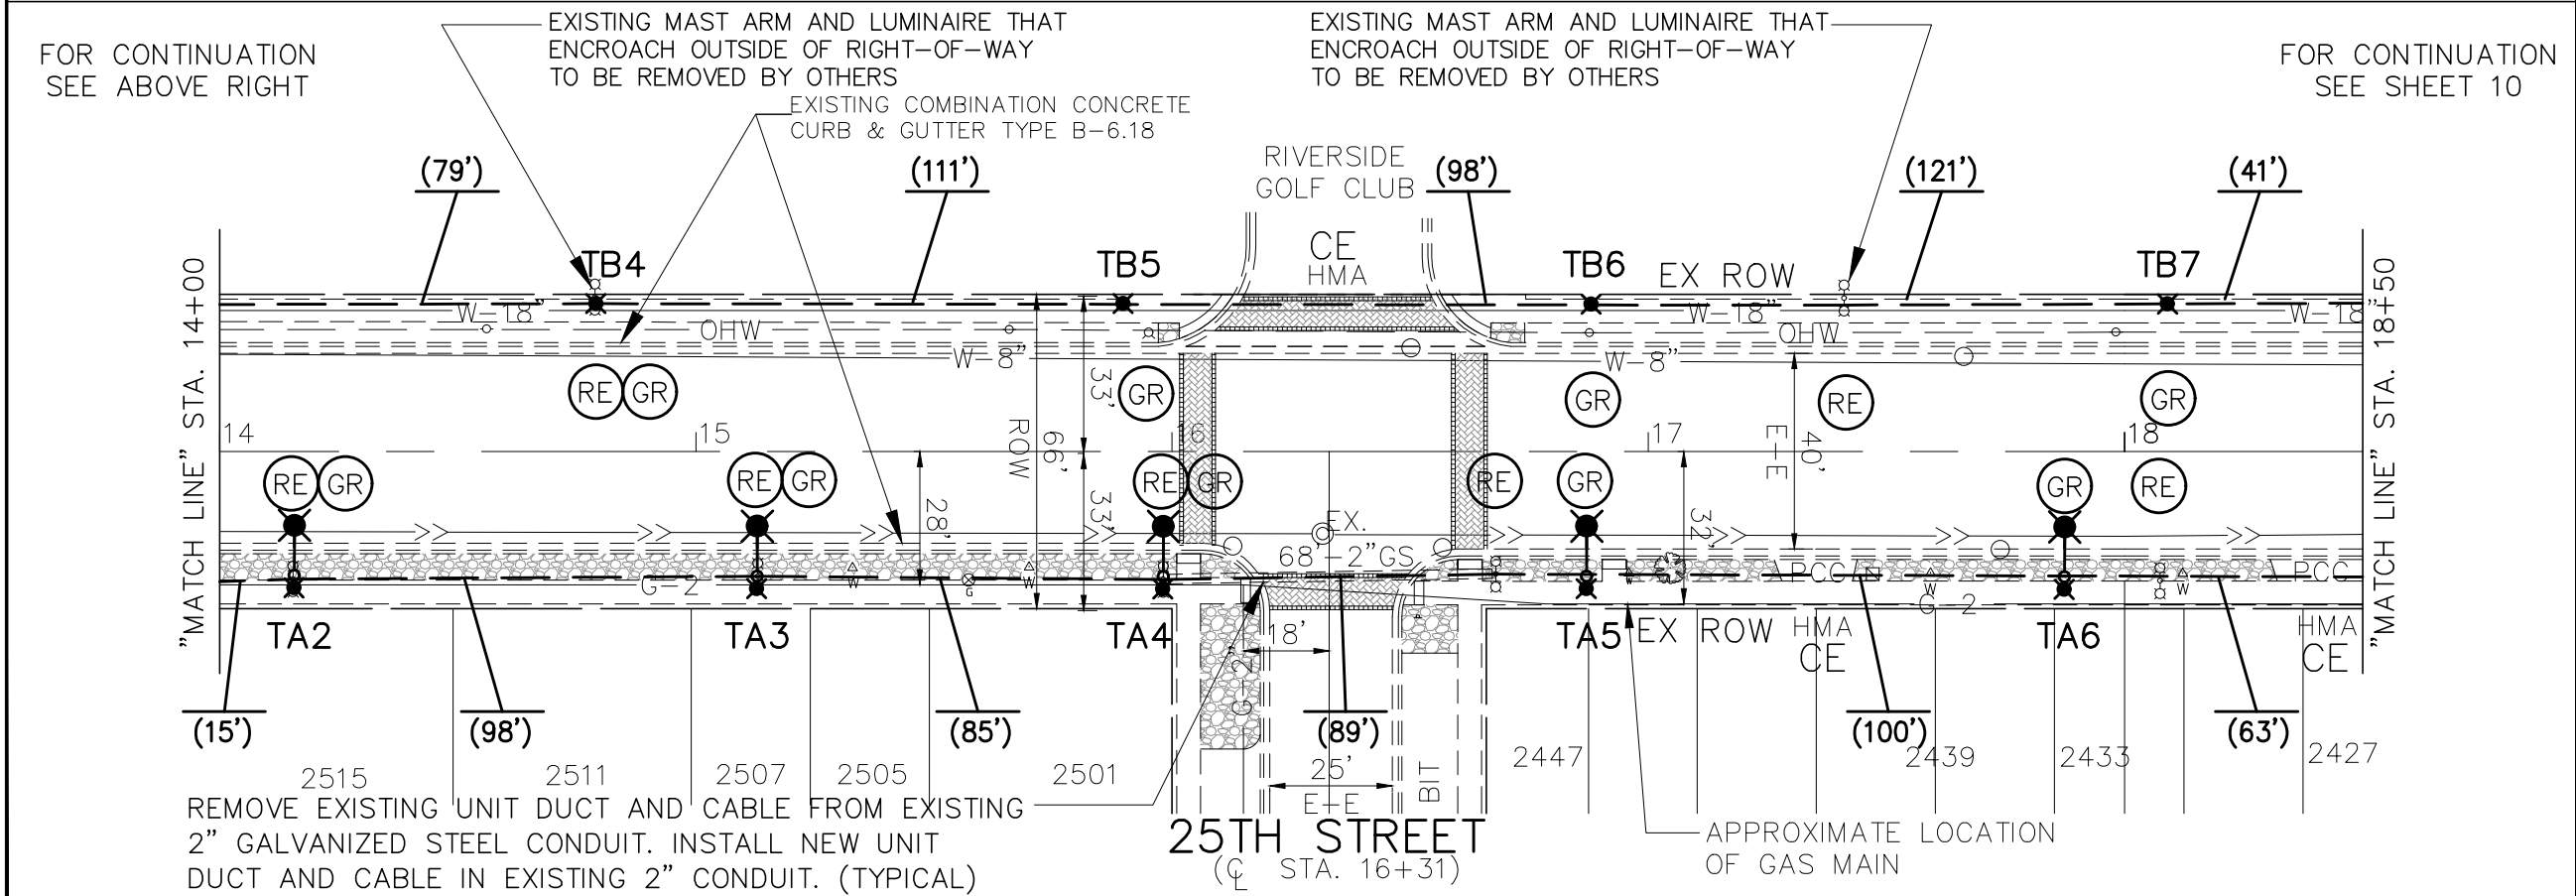 FOR CONTINUATION
SEE ABOVE RIGHT
EXISTING MAST ARM AND LUMINAIRE THAT
ENCROACH OUTSIDE OF RIGHT-OF-WAY
TO BE REMOVED BY OTHERS
EXISTING COMBINATION CONCRETE
CURB & GUTTER TYPE B-6.18
EXISTING MAST ARM AND LUMINAIRE THAT
ENCROACH OUTSIDE OF RIGHT-OF-WAY
TO BE REMOVED BY OTHERS
FOR CONTINUATION
SEE SHEET 10
RIVERSIDE
GOLF CLUB
(79')
(111')
(98')
(121')
(41')
CE
HMA
TB4
TB5
TB6
EX ROW
TB7
W-18"
OHW
W-8"
W-18"
OHW
W-8"
W-18"
"MATCH LINE" STA. 14+00
"MATCH LINE" STA. 18+50
RE
GR
GR
GR
RE
GR
14
15
16
17
18
33'
66'
ROW
33'
28'
40'
E-E
32'
RE
GR
RE
GR
RE
GR
RE
GR
GR
RE
EX.
68'-2"GS
G-2
W
G
W
PCC
W
G-2
W
PCC
TA2
TA3
TA4
TA5
EX ROW
HMA
CE
TA6
HMA
CE
18'
G-2"
(15')
(98')
(85')
(89')
(100')
(63')
2515
2511
2507
2505
2501
2447
2439
2433
2427
25'
E-E
BIT
REMOVE EXISTING UNIT DUCT AND CABLE FROM EXISTING
2" GALVANIZED STEEL CONDUIT. INSTALL NEW UNIT
DUCT AND CABLE IN EXISTING 2" CONDUIT. (TYPICAL)
25TH STREET
(℄ STA. 16+31)
APPROXIMATE LOCATION
OF GAS MAIN